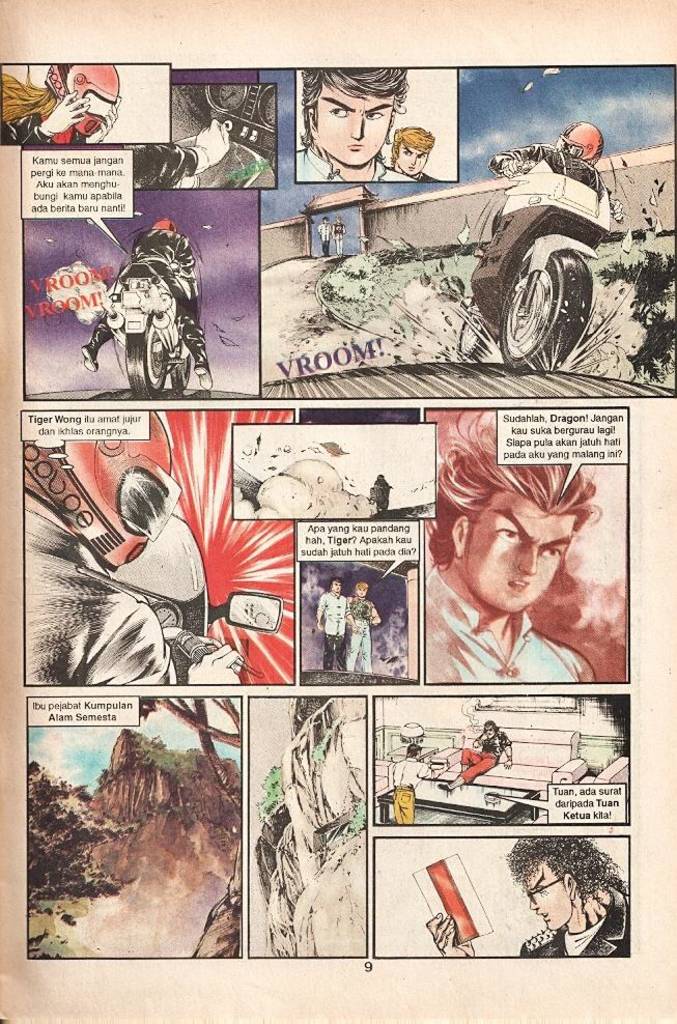 Kamu semua jangan
pergi ke mana-mana.
Aku akan menghu-
bungi kamu apabila
ada berita baru nanti!
VROOM!
VROOM!
VROOM!
Tiger Wong itu amat jujur
dan ikhlas orangnya.
Apa yang kau pandang
hah, Tiger? Apakah kau
sudah jatuh hati pada dia?
Sudahlah, Dragon! Jangan
kau suka bergurau lagi!
Siapa pula akan jatuh hati
pada aku yang malang ini?
Ibu pejabat Kumpulan
Alam Semesta
Tuan, ada surat
daripada Tuan
Ketua kita!
9